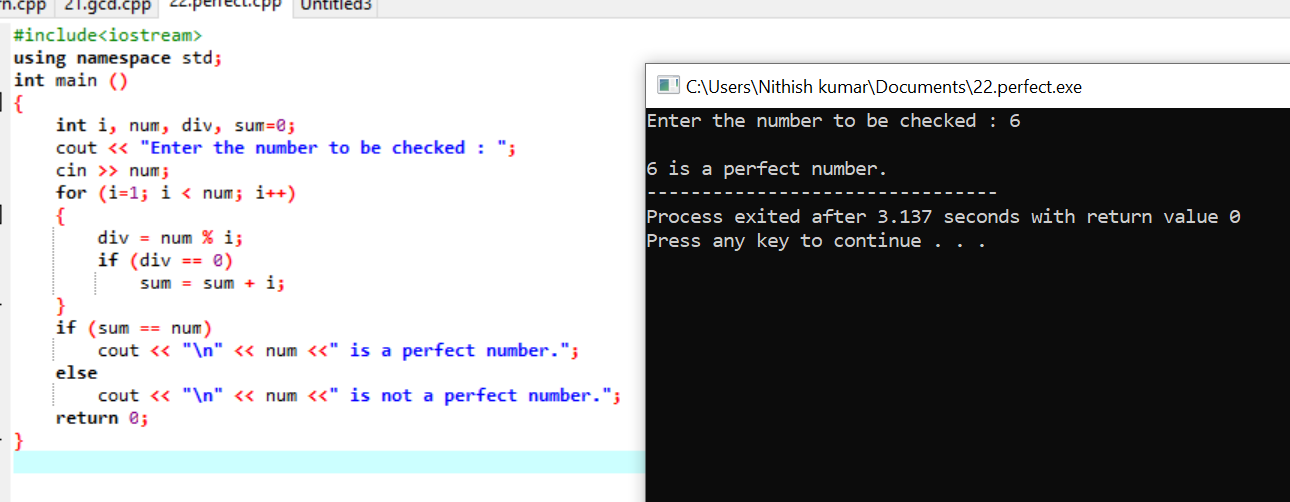 rn.cpp 21.gcd.cpp 22.perfect.cpp Untitled3
#include<iostream>
using namespace std;
int main ()
{
    int i, num, div, sum=0;
    cout << "Enter the number to be checked : ";
    cin >> num;
    for (i=1; i < num; i++)
    {
        div = num % i;
        if (div == 0)
            sum = sum + i;
    }
    if (sum == num)
        cout << "\n" << num <<" is a perfect number.";
    else
        cout << "\n" << num <<" is not a perfect number.";
    return 0;
}
C:\Users\Nithish kumar\Documents\22.perfect.exe
Enter the number to be checked : 6
6 is a perfect number.
--------------------------------
Process exited after 3.137 seconds with return value 0
Press any key to continue . . .